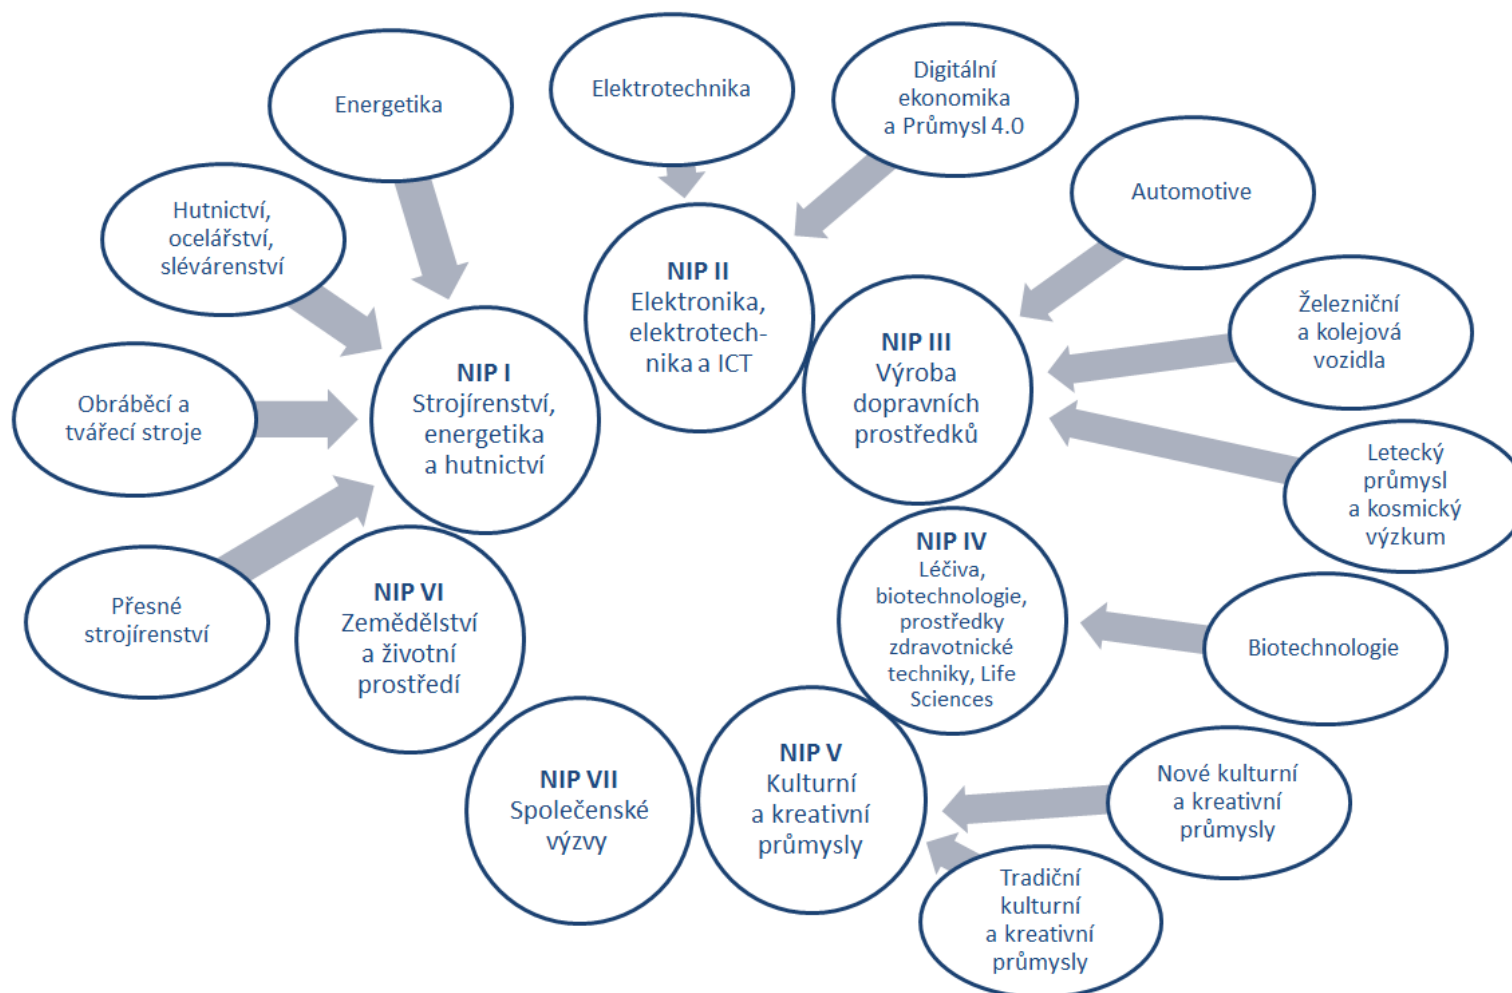 Energetika
Elektrotechnika
Digitální
ekonomika
a Průmysl 4.0
Automotive
Hutnictví,
ocelářství,
slévárenství
Železniční
a kolejová
vozidla
NIP II
Elektronika,
elektrotech-
nika a ICT
NIP III
Výroba
dopravních
prostředků
NIP I
Strojírenství,
energetika
a hutnictví
Obráběcí a
tvářecí stroje
Letecký
průmysl
a kosmický
výzkum
NIP IV
Léčiva,
biotechnologie,
prostředky
zdravotnické
techniky, Life
Sciences
NIP VI
Zemědělství
a životní
prostředí
Přesné
strojírenství
Biotechnologie
NIP VII
Společenské
výzvy
NIP V
Kulturní
a kreativní
průmysly
Nové kulturní
a kreativní
průmysly
Tradiční
kulturní
a kreativní
průmysly